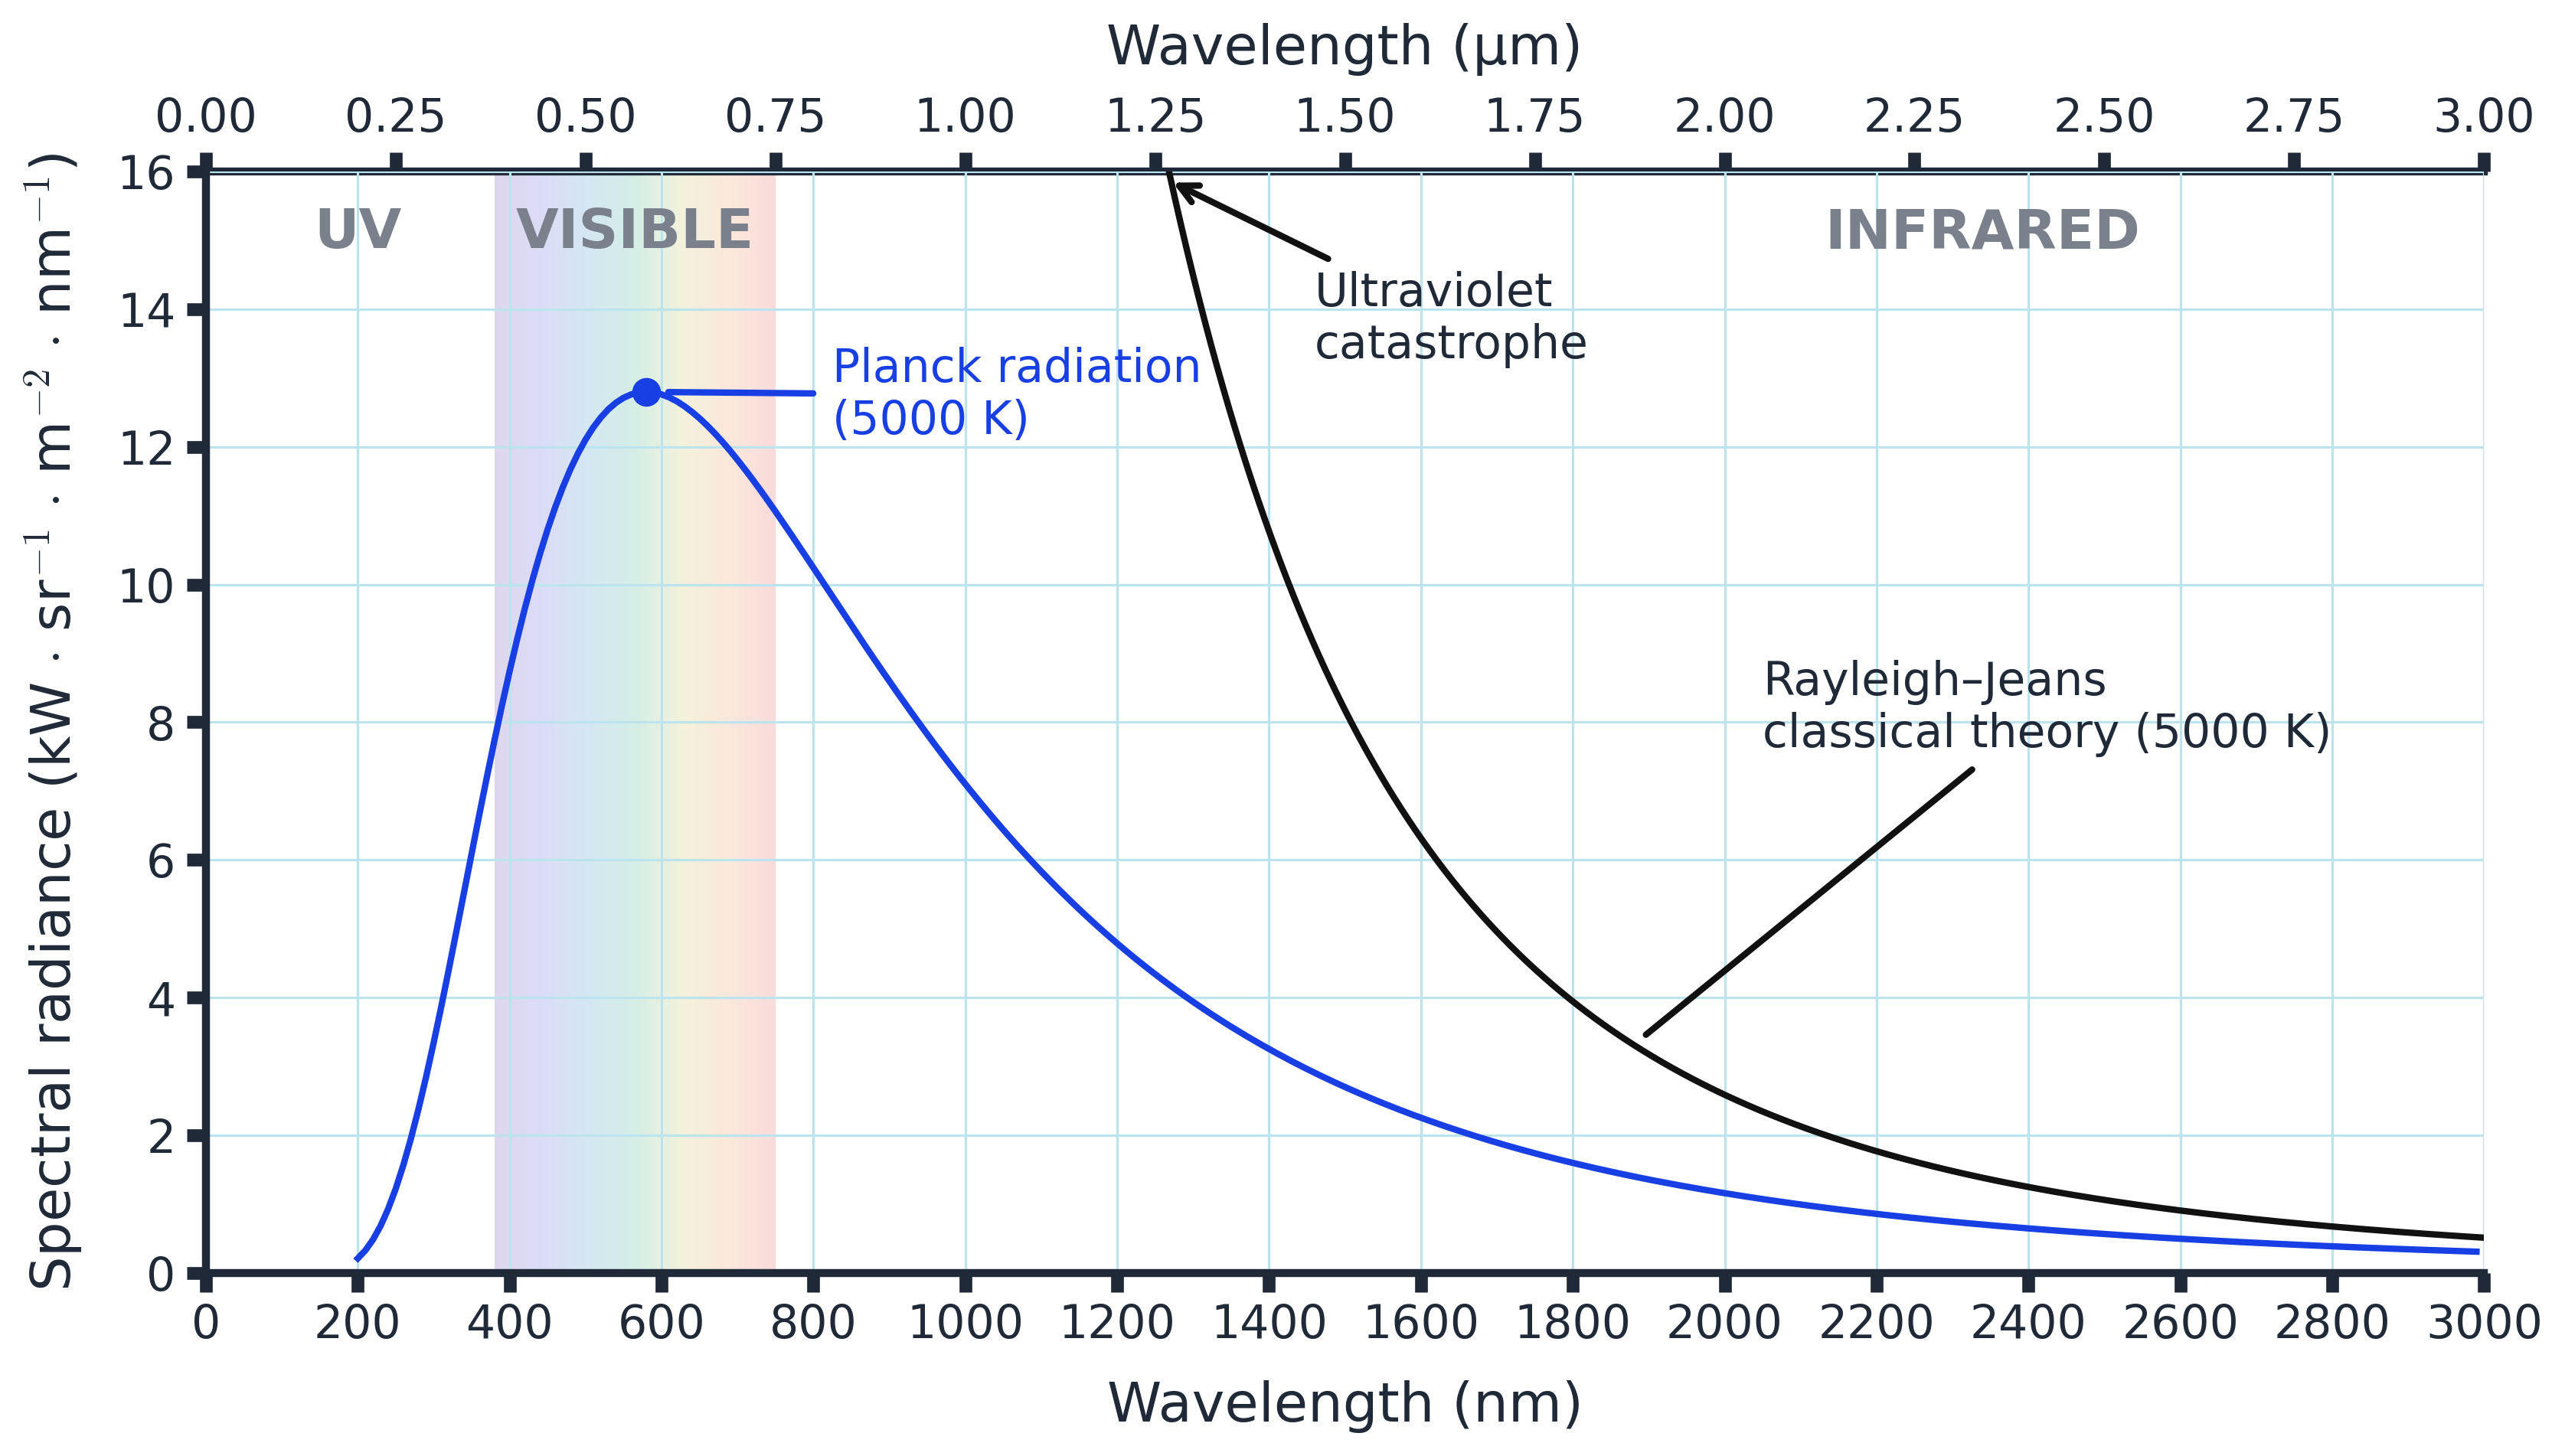 Wavelength (μm)
0.00 0.25 0.50 0.75 1.00 1.25 1.50 1.75 2.00 2.25 2.50 2.75 3.00
Spectral radiance (kW · sr⁻¹ · m⁻² · nm⁻¹)
16
14
12
10
8
6
4
2
0
UV VISIBLE INFRARED
Ultraviolet
catastrophe
Planck radiation
(5000 K)
Rayleigh–Jeans
classical theory (5000 K)
0 200 400 600 800 1000 1200 1400 1600 1800 2000 2200 2400 2600 2800 3000
Wavelength (nm)